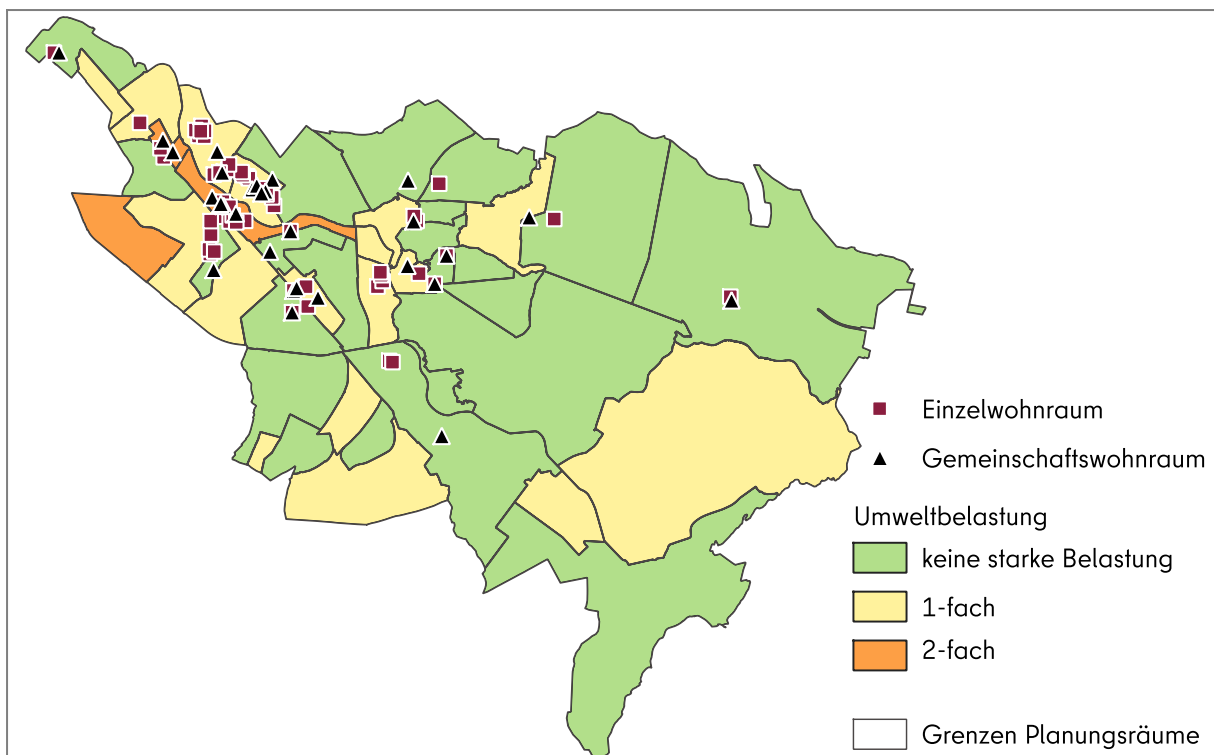 Einzelwohnraum
Gemeinschaftswohnraum
Umweltbelastung
keine starke Belastung
1-fach
2-fach
Grenzen Planungsräume